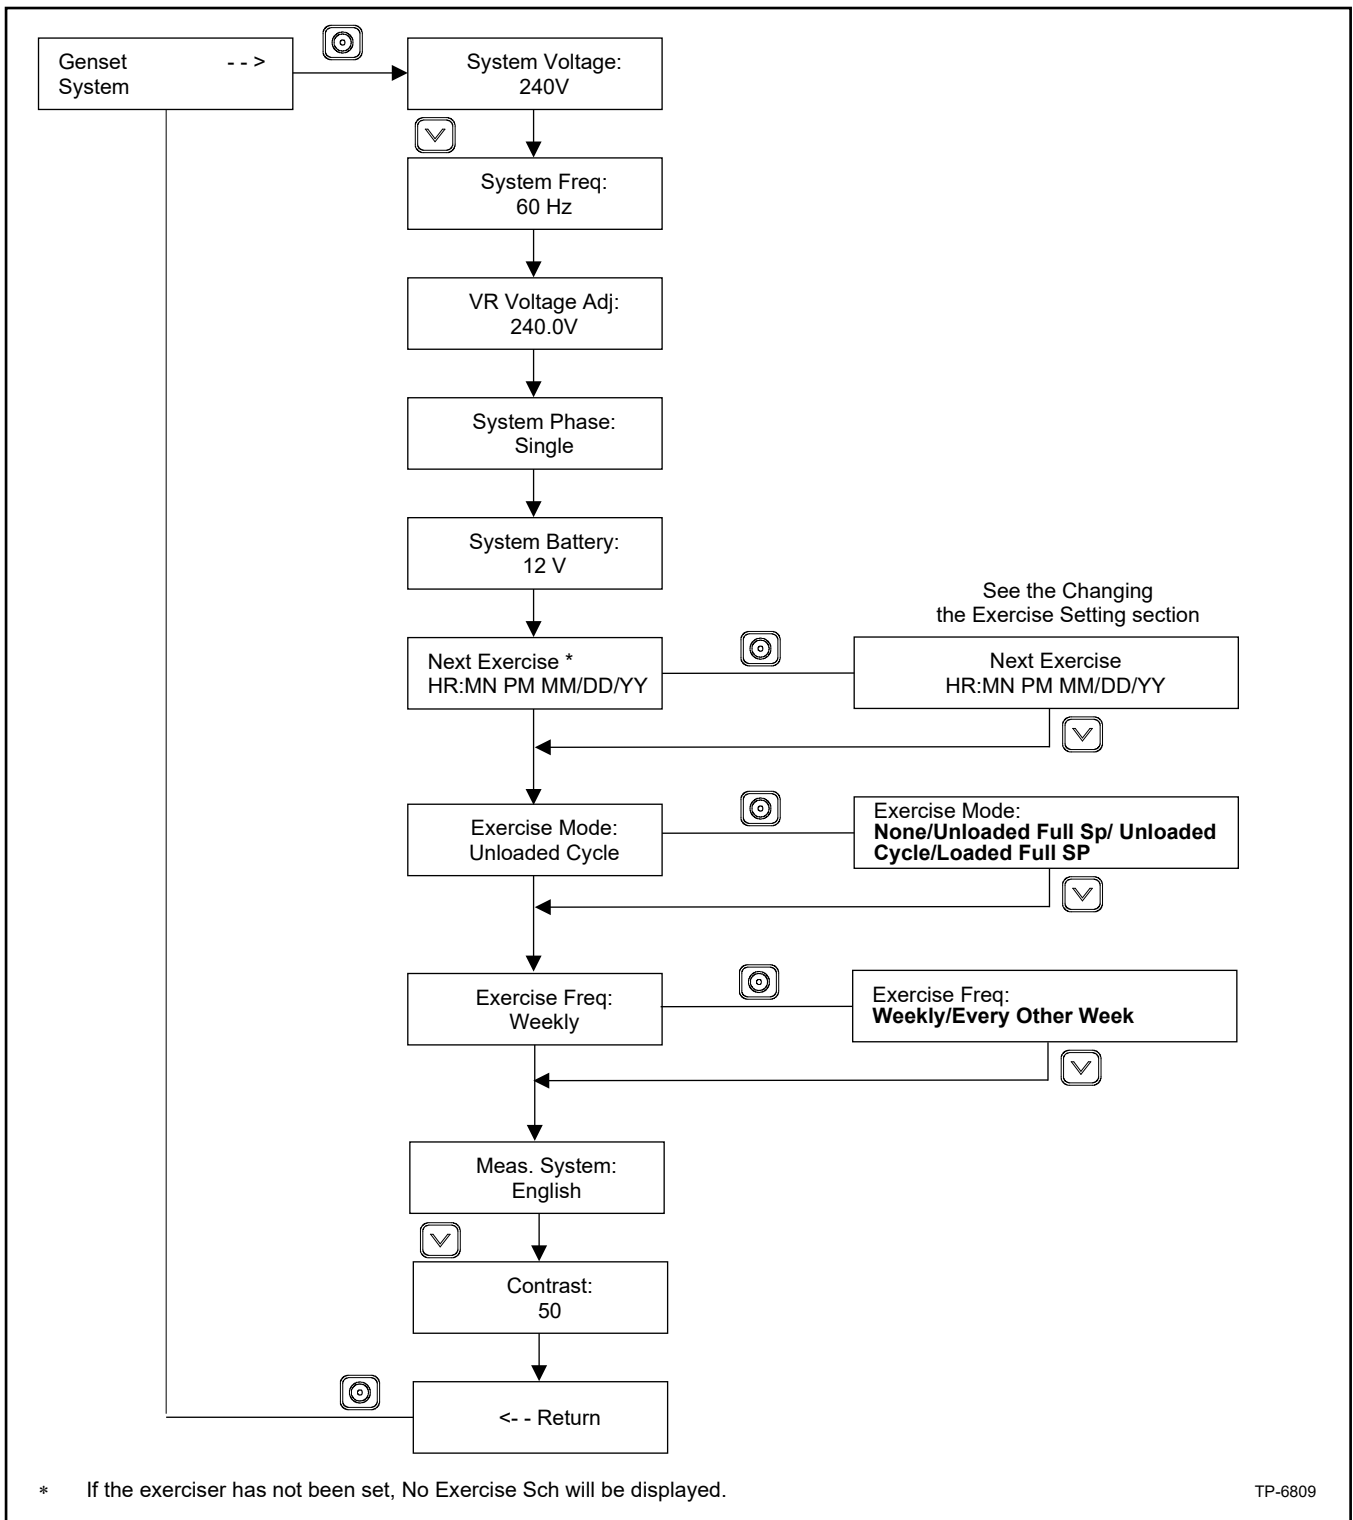 Genset - - >
System
System Voltage:
240V
System Freq:
60 Hz
VR Voltage Adj:
240.0V
System Phase:
Single
System Battery:
12 V
See the Changing
the Exercise Setting section
Next Exercise *
HR:MN PM MM/DD/YY
Next Exercise
HR:MN PM MM/DD/YY
Exercise Mode:
Unloaded Cycle
Exercise Mode:
None/Unloaded Full Sp/ Unloaded
Cycle/Loaded Full SP
Exercise Freq:
Weekly
Exercise Freq:
Weekly/Every Other Week
Meas. System:
English
Contrast:
50
<- - Return
* If the exerciser has not been set, No Exercise Sch will be displayed.
TP-6809